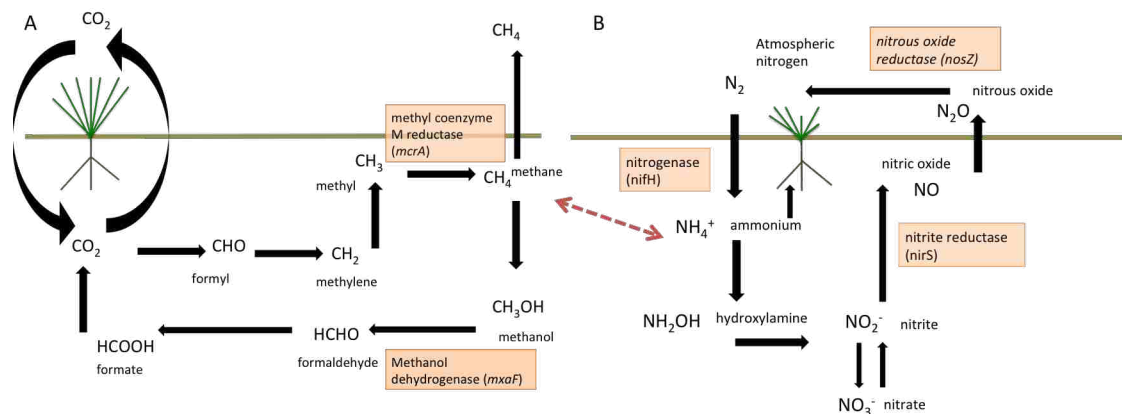 A
CO2
CH4
methyl coenzyme
M reductase
(mcrA)
CH3
methyl
CH4
methane
CO2
CHO
formyl
CH2
methylene
CH3OH
methanol
HCHO
formaldehyde
HCOOH
formate
Methanol
dehydrogenase (mxaF)
B
Atmospheric
nitrogen
N2
nitrous oxide
reductase (nosZ)
nitrous oxide
N2O
nitrogenase
(nifH)
nitric oxide
NO
NH4+
ammonium
nitrite reductase
(nirS)
NH2OH
hydroxylamine
NO2-
nitrite
NO3-
nitrate